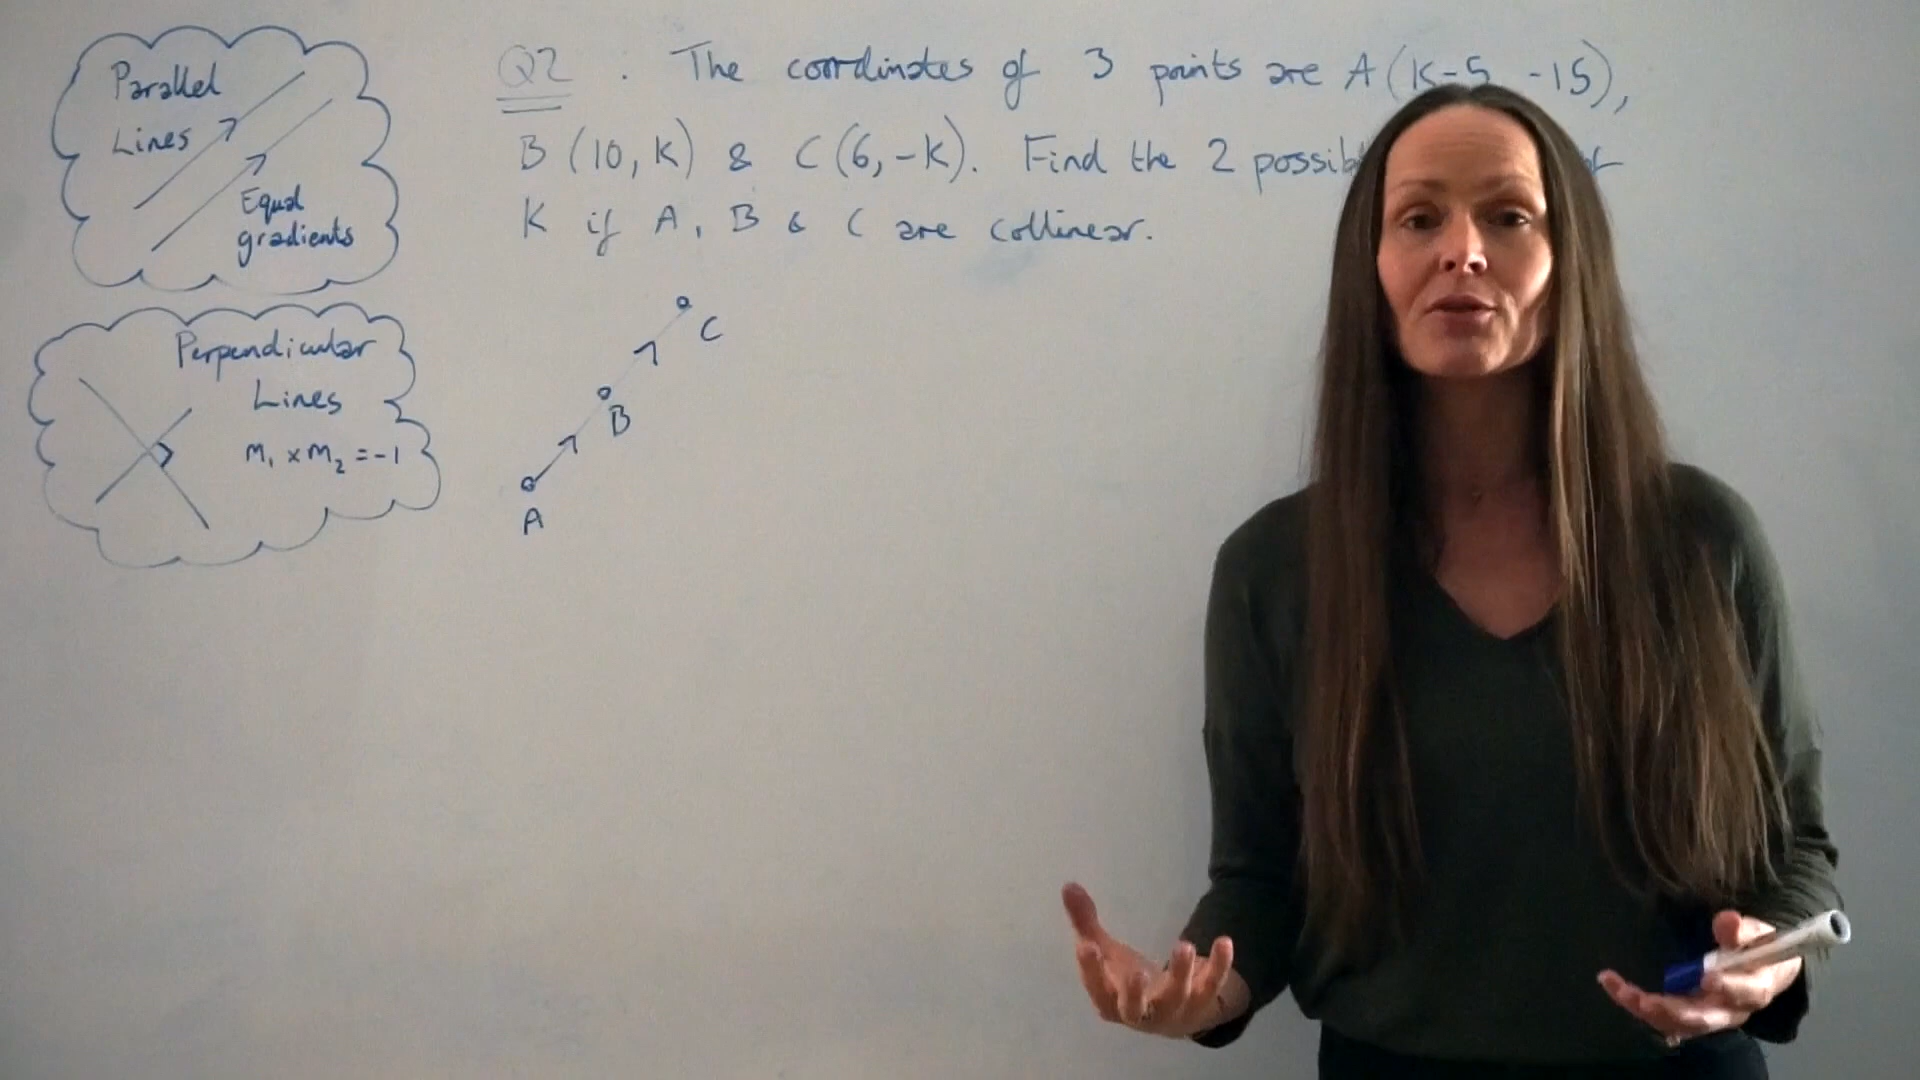 Parallel
Lines
Equal
gradients
Perpendicular
Lines
m₁ x m₂ = -1
Q2 : The coordinates of 3 points are A (K-5 -15),
B (10, K) & C (6, -K). Find the 2 of
K if A, B & C are collinear.
C
B
A